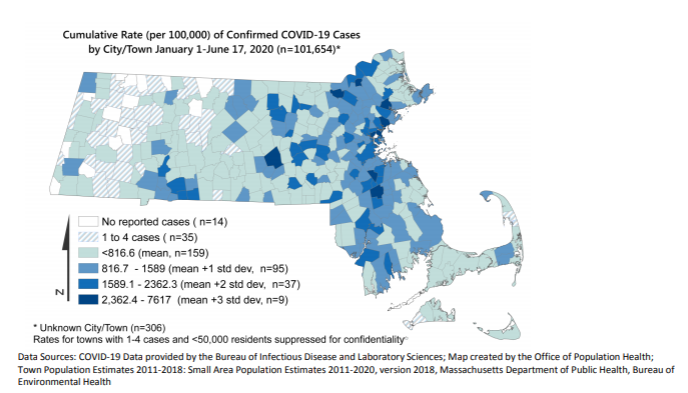 Cumulative Rate (per 100,000) of Confirmed COVID-19 Cases
by City/Town January 1-June 17, 2020 (n=101,654)*
No reported cases ( n=14)
1 to 4 cases ( n=35)
<816.6 (mean, n=159)
816.7 - 1589 (mean +1 std dev, n=95)
1589.1 - 2362.3 (mean +2 std dev, n=37)
2,362.4 - 7617 (mean +3 std dev, n=9)
N
* Unknown City/Town (n=306)
Rates for towns with 1-4 cases and <50,000 residents suppressed for confidentiality
Data Sources: COVID-19 Data provided by the Bureau of Infectious Disease and Laboratory Sciences; Map created by the Office of Population Health;
Town Population Estimates 2011-2018: Small Area Population Estimates 2011-2020, version 2018, Massachusetts Department of Public Health, Bureau of
Environmental Health